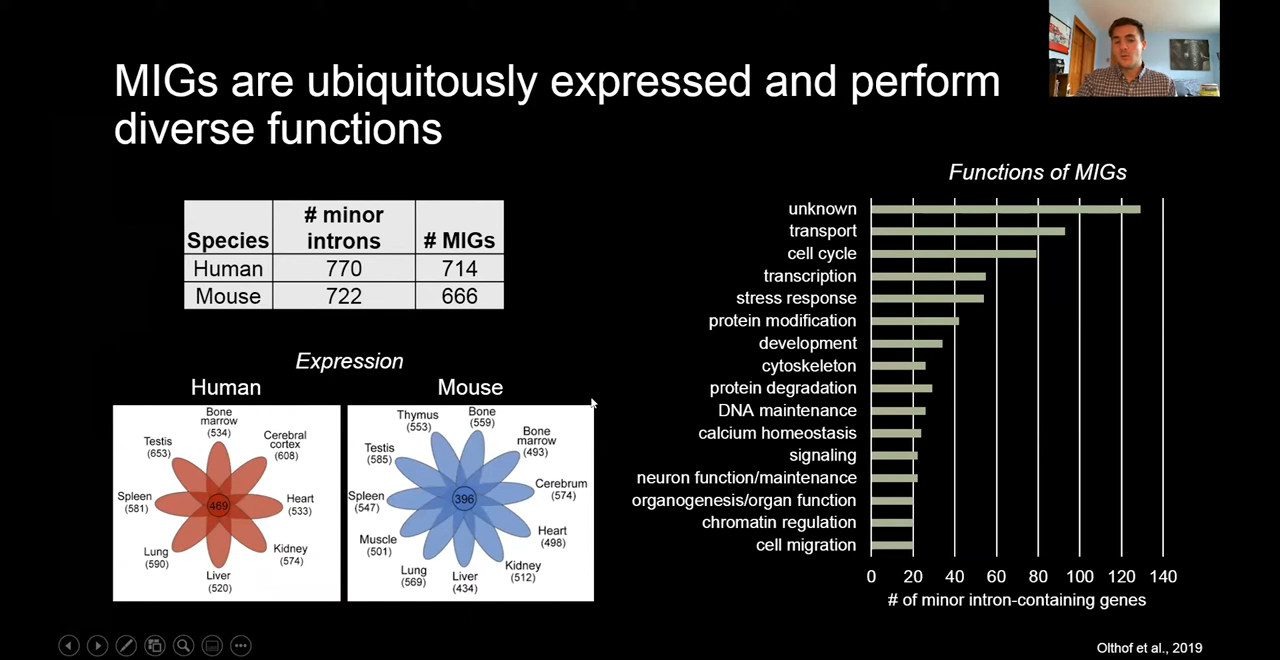 MIGs are ubiquitously expressed and perform
diverse functions
Species # minor introns # MIGs
Human 770 714
Mouse 722 666
Expression
Human
Bone
marrow
(534)
Cerebral
cortex
(608)
Heart
(533)
Kidney
(574)
Liver
(520)
Lung
(590)
Spleen
(581)
Testis
(653)
469
Mouse
Bone
(559)
Bone
marrow
(493)
Cerebrum
(574)
Heart
(498)
Kidney
(512)
Liver
(434)
Lung
(569)
Muscle
(501)
Spleen
(547)
Testis
(585)
Thymus
(553)
396
Functions of MIGs
unknown
transport
cell cycle
transcription
stress response
protein modification
development
cytoskeleton
protein degradation
DNA maintenance
calcium homeostasis
signaling
neuron function/maintenance
organogenesis/organ function
chromatin regulation
cell migration
0 20 40 60 80 100 120 140
# of minor intron-containing genes
Olthof et al., 2019